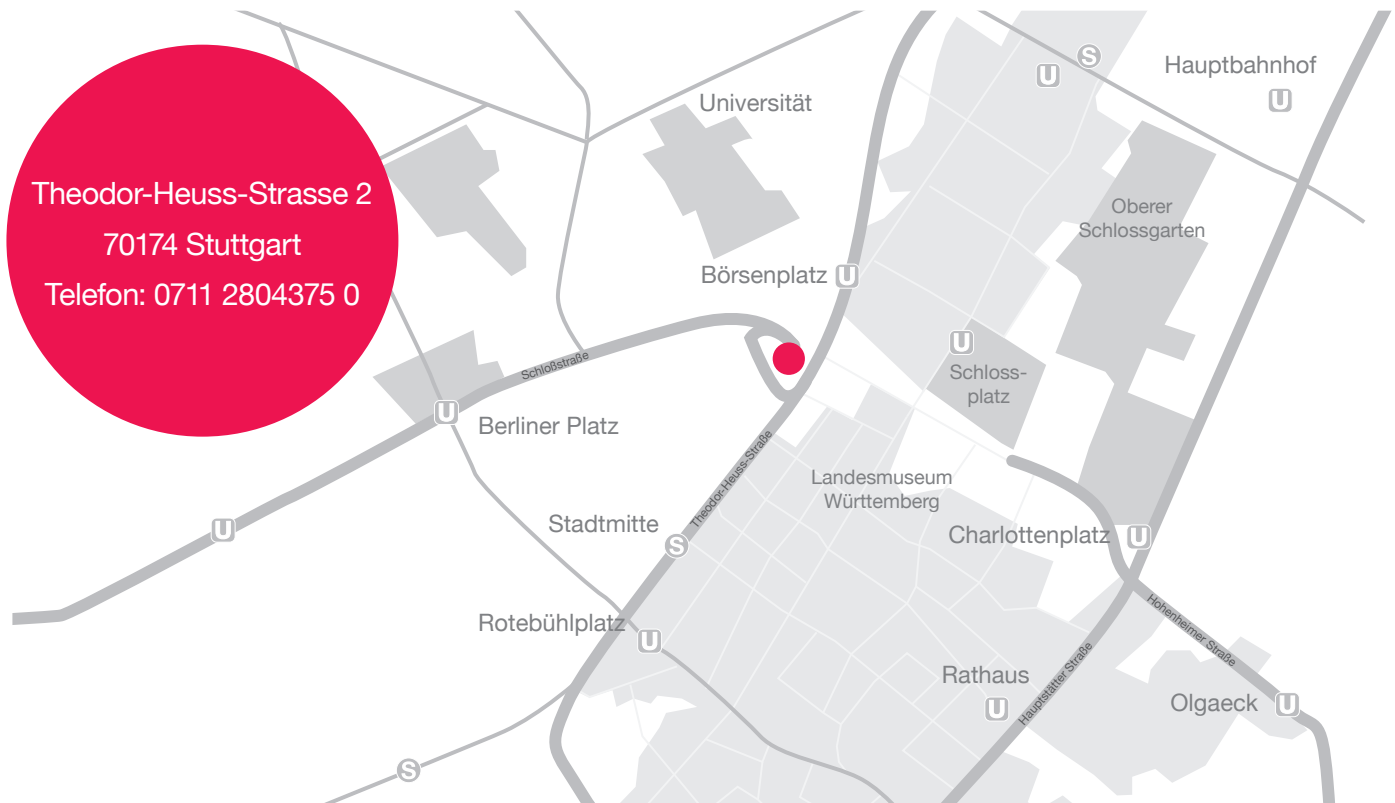 Theodor-Heuss-Strasse 2
70174 Stuttgart
Telefon: 0711 2804375 0
Universität
U
S
Hauptbahnhof
U
Oberer
Schlossgarten
Börsenplatz U
U
Schloss-
platz
Schloßstraße
U
Berliner Platz
U
Theodor-Heuss-Straße
Landesmuseum
Württemberg
Stadtmitte
S
Charlottenplatz U
Rotebühlplatz
U
Hohenheimer Straße
Hauptstätter Straße
Rathaus
U
Olgaeck U
S